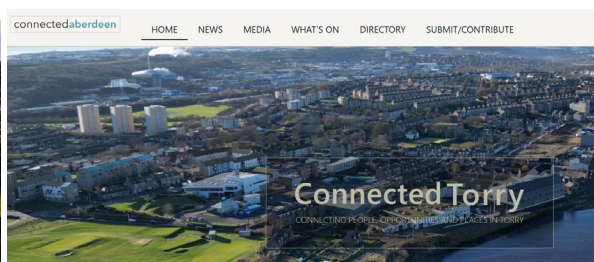 connectedaberdeen
HOME NEWS MEDIA WHAT'S ON DIRECTORY SUBMIT/CONTRIBUTE
Connected Torry
CONNECTING PEOPLE, OPPORTUNITIES AND PLACES IN TORRY